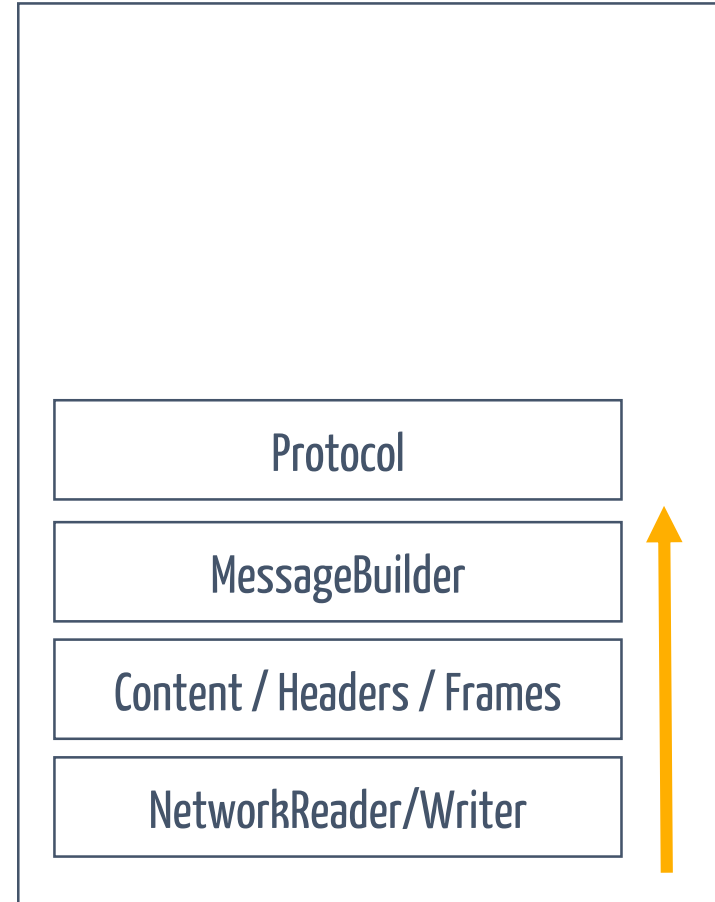 Protocol
MessageBuilder
Content / Headers / Frames
NetworkReader/Writer